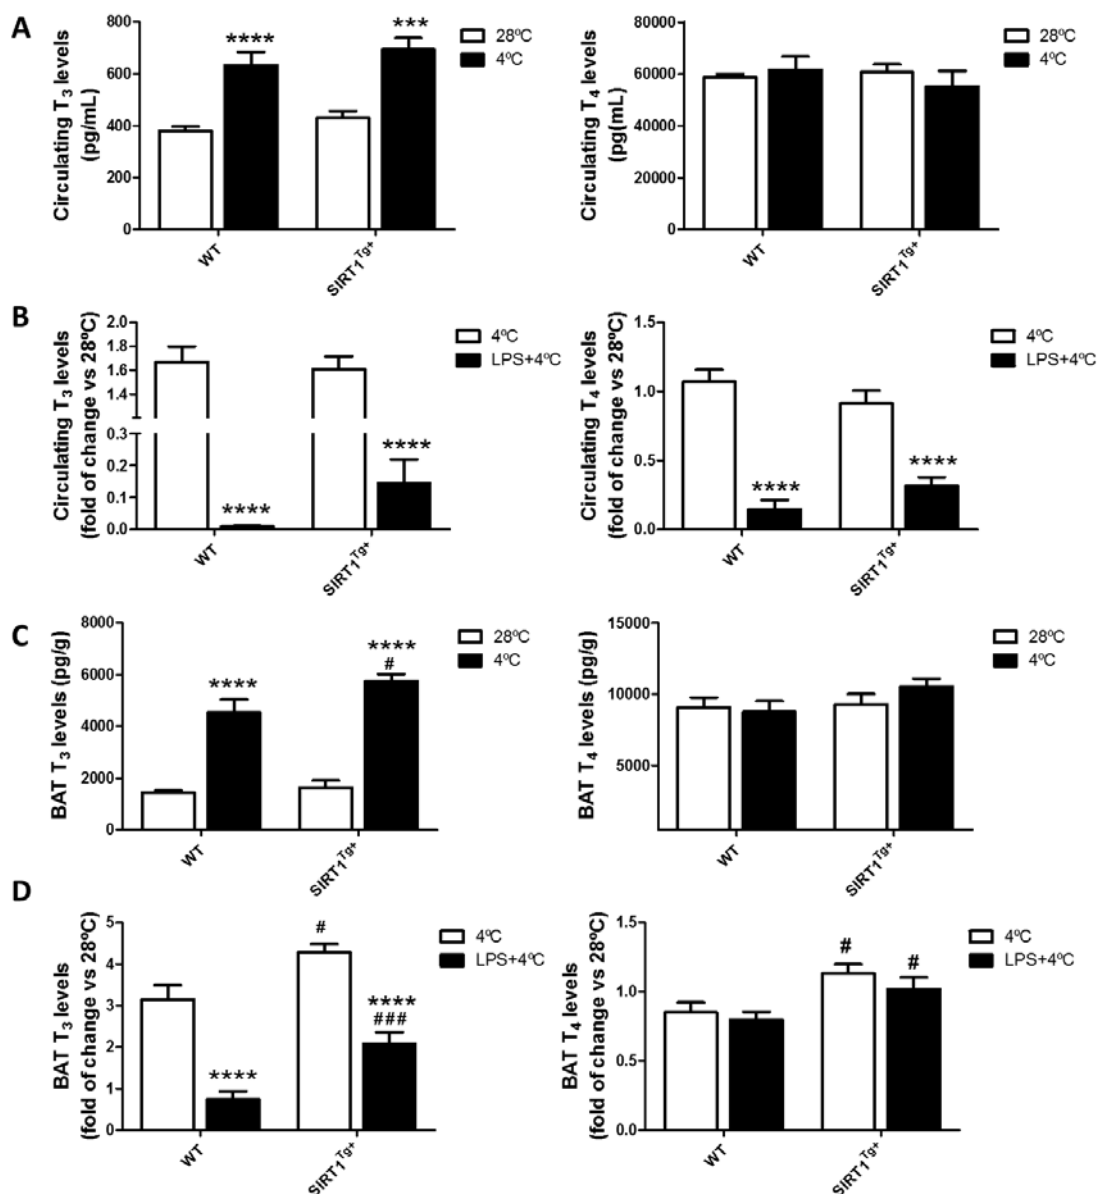 A
Circulating T3 levels
(pg/mL)
800
600
400
200
0
****
***
28ºC
4ºC
WT
SIRT1Tg+
Circulating T4 levels
pg(mL)
80000
60000
40000
20000
0
28ºC
4ºC
WT
SIRT1Tg+
B
Circulating T3 levels
(fold of change vs 28ºC)
1.8-
2.0
1.8
1.6
1.4
0.3
0.2
0.1
0.0
****
****
4ºC
LPS+4ºC
WT
SIRT1Tg+
Circulating T4 levels
(fold of change vs 28ºC)
1.5
1.0
0.5
0.0
****
****
4ºC
LPS+4ºC
WT
SIRT1Tg+
C
BAT T3 levels (pg/g)
8000
6000
4000
2000
0
****
****
#
28ºC
4ºC
WT
SIRT1Tg+
BAT T4 levels (pg/g)
15000
10000
5000
28ºC
4ºC
WT
SIRT1Tg+
D
BAT T3 levels
(fold of change vs 28ºC)
5
4
3
2
1
0
****
#
****
###
4ºC
LPS+4ºC
WT
SIRT1Tg+
BAT T4 levels
(fold of change vs 28ºC)
1.5
1.0
0.5
0.0
#
#
4ºC
LPS+4ºC
WT
SIRT1Tg+